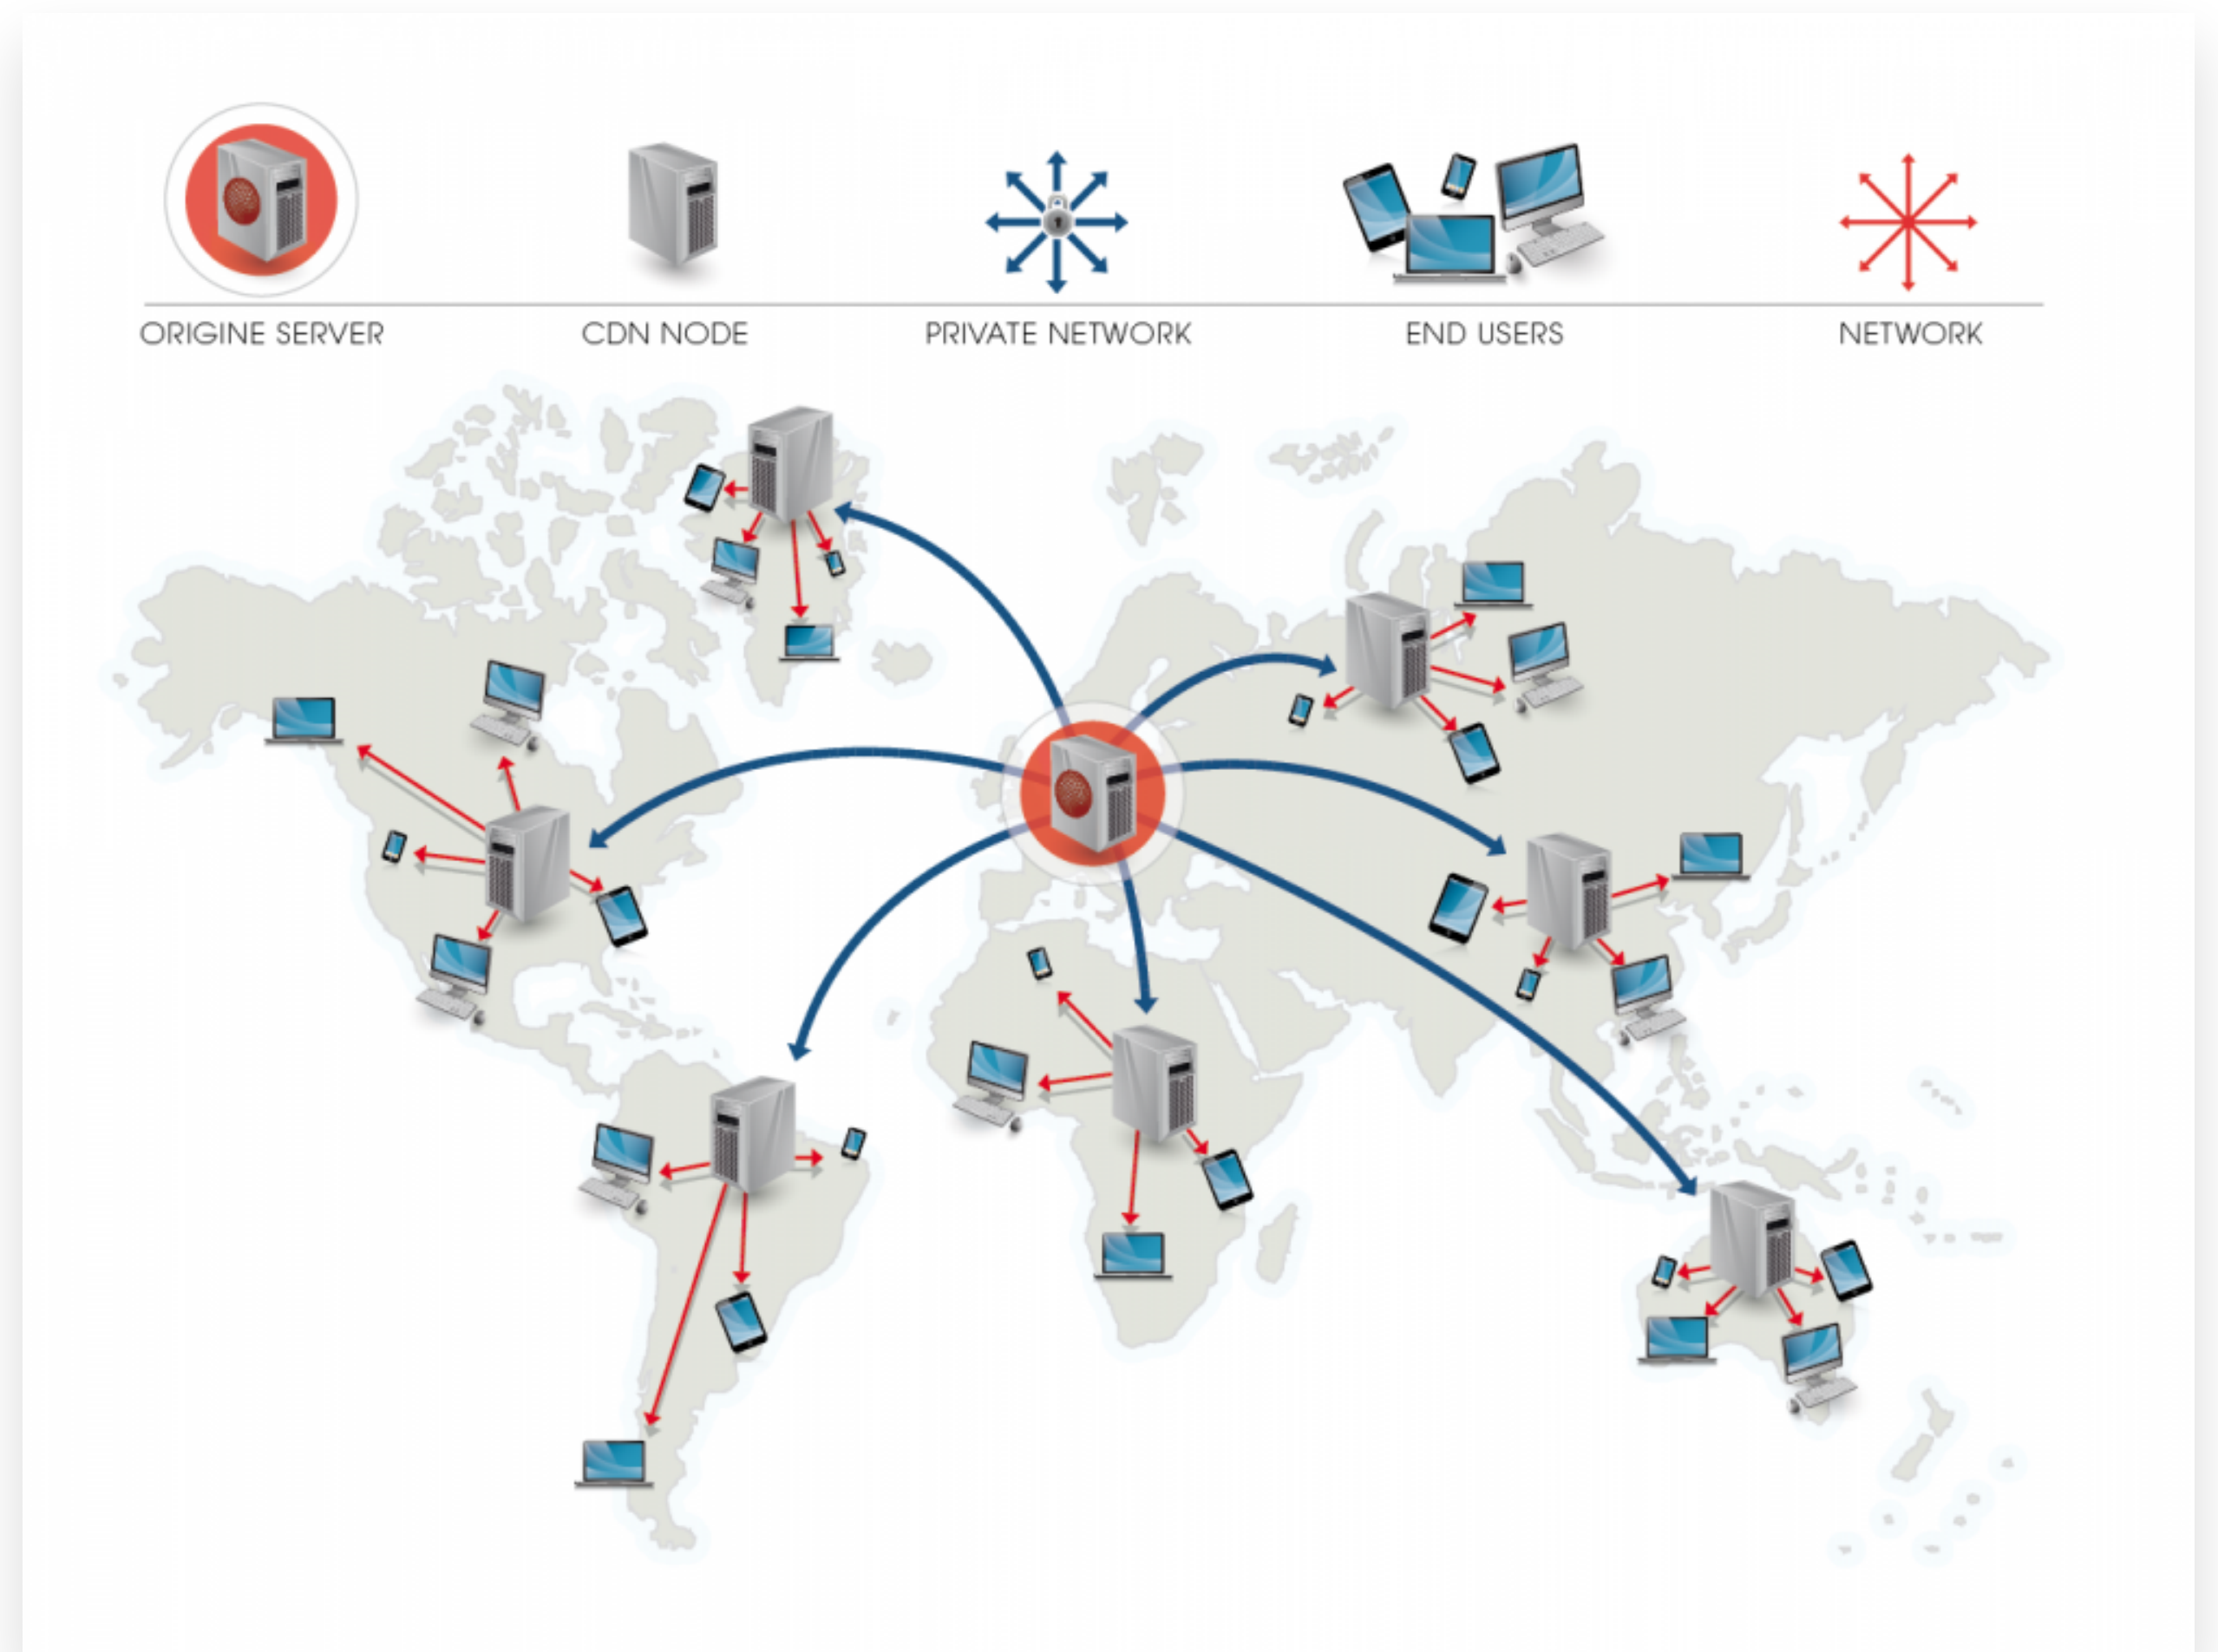 ORIGINE SERVER
CDN NODE
PRIVATE NETWORK
END USERS
NETWORK